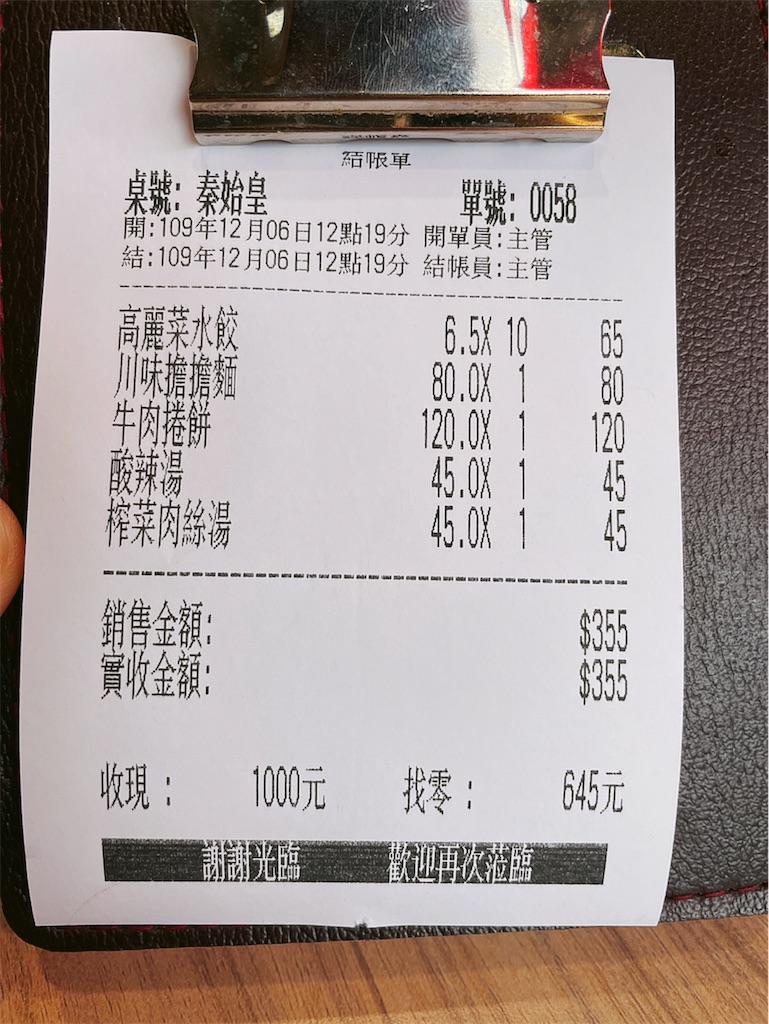 結帳單
桌號: 秦始皇 單號: 0058
開:109年12月06日12點19分 開單員:主管
結:109年12月06日12點19分 結帳員:主管
高麗菜水餃 6.5X 10 65
川味擔擔麵 80.0X 1 80
牛肉捲餅 120.0X 1 120
酸辣湯 45.0X 1 45
榨菜肉絲湯 45.0X 1 45
銷售金額: $355
實收金額: $355
收現 : 1000元 找零 : 645元
謝謝光臨 歡迎再次蒞臨